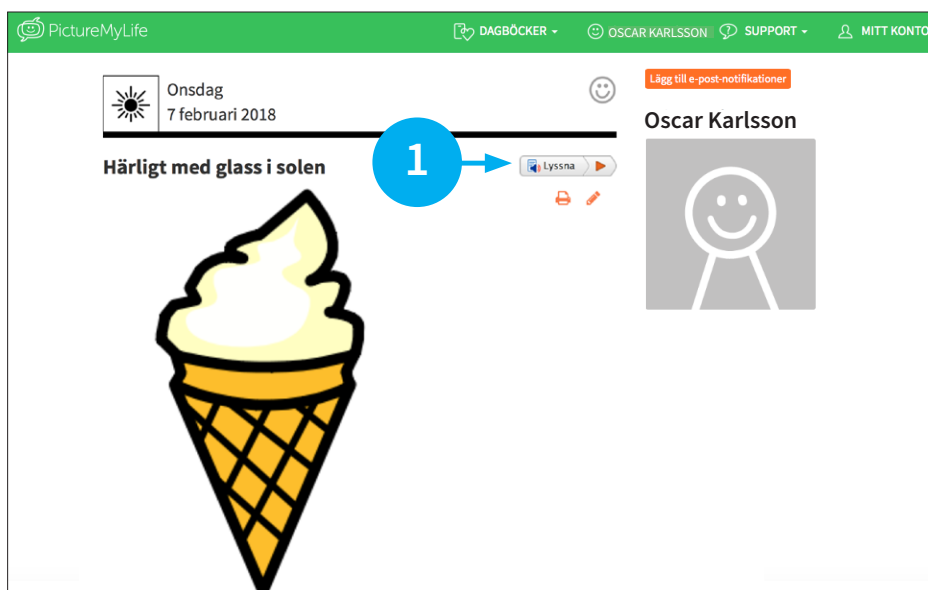 PictureMyLife
DAGBÖCKER
OSCAR KARLSSON
SUPPORT
MITT KONTO
Onsdag
7 februari 2018
Lägg till e-post-notifikationer
Oscar Karlsson
Härligt med glass i solen
1
Lyssna